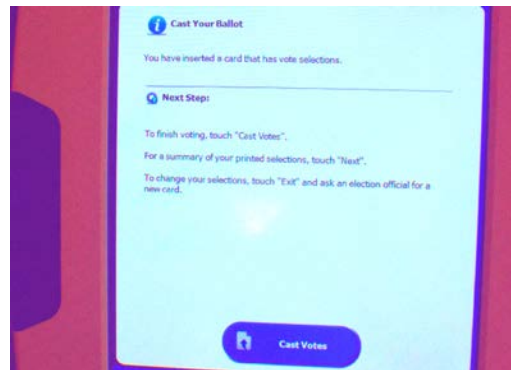 Cast Your Ballot
You have inserted a card that has vote selections.
Next Step:
To finish voting, touch "Cast Votes".
For a summary of your printed selections, touch "Next".
To change your selections, touch "Exit" and ask an election official for a
new card.
Cast Votes